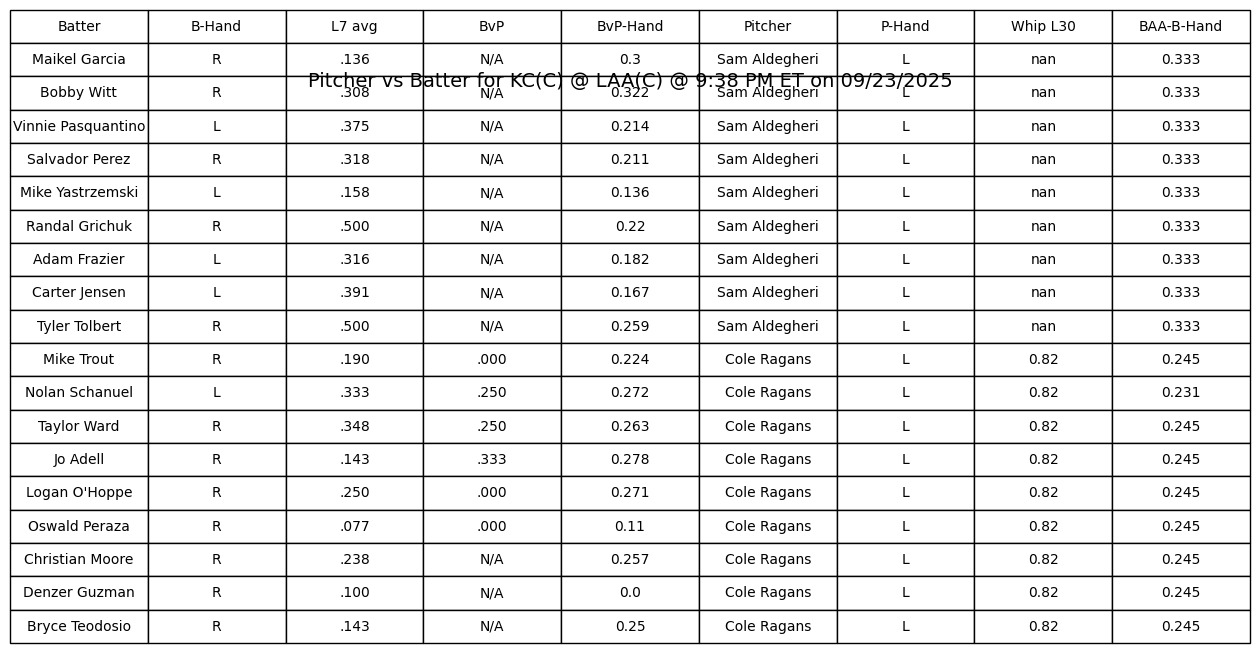 Batter B-Hand L7 avg BvP BvP-Hand Pitcher P-Hand Whip L30 BAA-B-Hand
Maikel Garcia R .136 N/A 0.3 Sam Aldegheri L nan 0.333
Pitcher vs Batter for KC(C) @ LAA(C) @ 9:38 PM ET on 09/23/2025
Bobby Witt R .308 N/A 0.322 Sam Aldegheri L nan 0.333
Vinnie Pasquantino L .375 N/A 0.214 Sam Aldegheri L nan 0.333
Salvador Perez R .318 N/A 0.211 Sam Aldegheri L nan 0.333
Mike Yastrzemski L .158 N/A 0.136 Sam Aldegheri L nan 0.333
Randal Grichuk R .500 N/A 0.22 Sam Aldegheri L nan 0.333
Adam Frazier L .316 N/A 0.182 Sam Aldegheri L nan 0.333
Carter Jensen L .391 N/A 0.167 Sam Aldegheri L nan 0.333
Tyler Tolbert R .500 N/A 0.259 Sam Aldegheri L nan 0.333
Mike Trout R .190 .000 0.224 Cole Ragans L 0.82 0.245
Nolan Schanuel L .333 .250 0.272 Cole Ragans L 0.82 0.231
Taylor Ward R .348 .250 0.263 Cole Ragans L 0.82 0.245
Jo Adell R .143 .333 0.278 Cole Ragans L 0.82 0.245
Logan O'Hoppe R .250 .000 0.271 Cole Ragans L 0.82 0.245
Oswald Peraza R .077 .000 0.11 Cole Ragans L 0.82 0.245
Christian Moore R .238 N/A 0.257 Cole Ragans L 0.82 0.245
Denzer Guzman R .100 N/A 0.0 Cole Ragans L 0.82 0.245
Bryce Teodosio R .143 N/A 0.25 Cole Ragans L 0.82 0.245